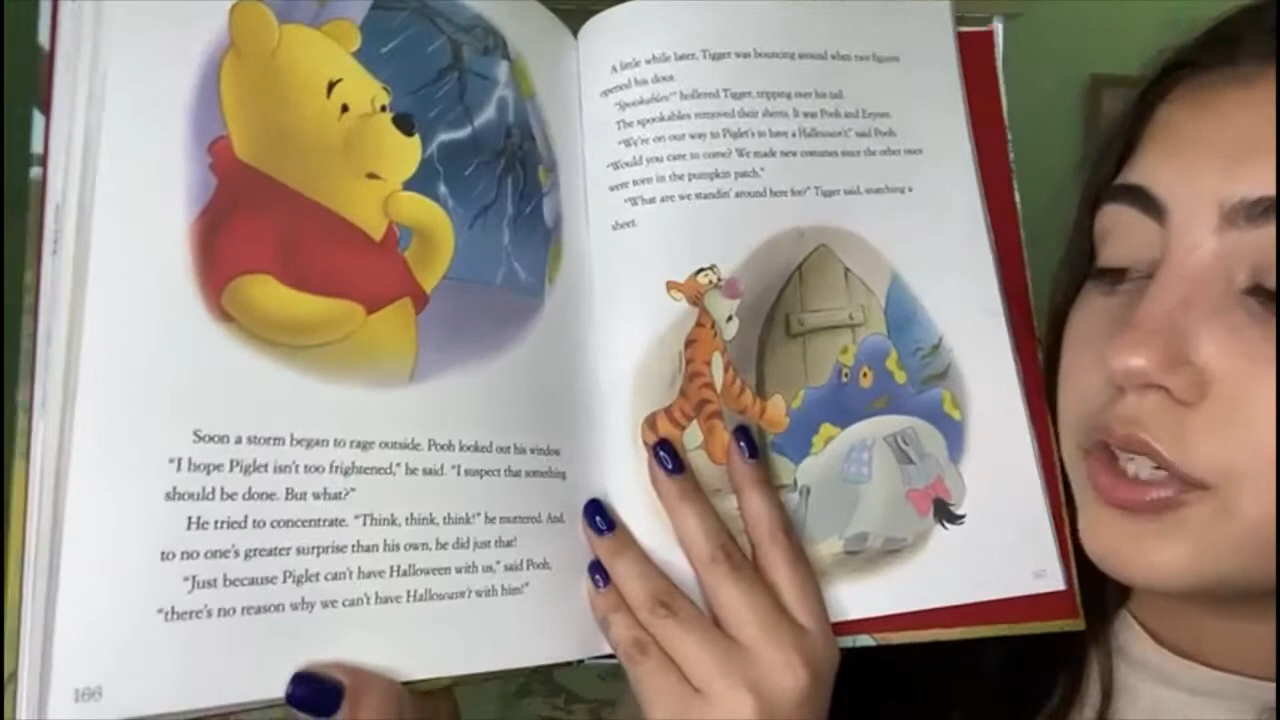 Soon a storm began to rage outside. Pooh looked out his window.
"I hope Piglet isn't too frightened," he said. "I suspect that something
should be done. But what?"
He tried to concentrate. "Think, think, think!" he muttered. And,
to no one's greater surprise than his own, he did just that!
"Just because Piglet can't have Halloween with us," said Pooh,
"there's no reason why we can't have Hallowasn't with him!"
166
A little while later, Tigger was bouncing around when two figures
opened his door.
"Spookables!" hollered Tigger, tripping over his tail.
The spookables removed their sheets. It was Pooh and Eeyore.
"We're on our way to Piglet's to have a Hallowasn't!" said Pooh.
"Would you care to come? We made new costumes since the other ones
were torn in the pumpkin patch."
"What are we standin' around here for?" Tigger said, snatching a
sheet.
167